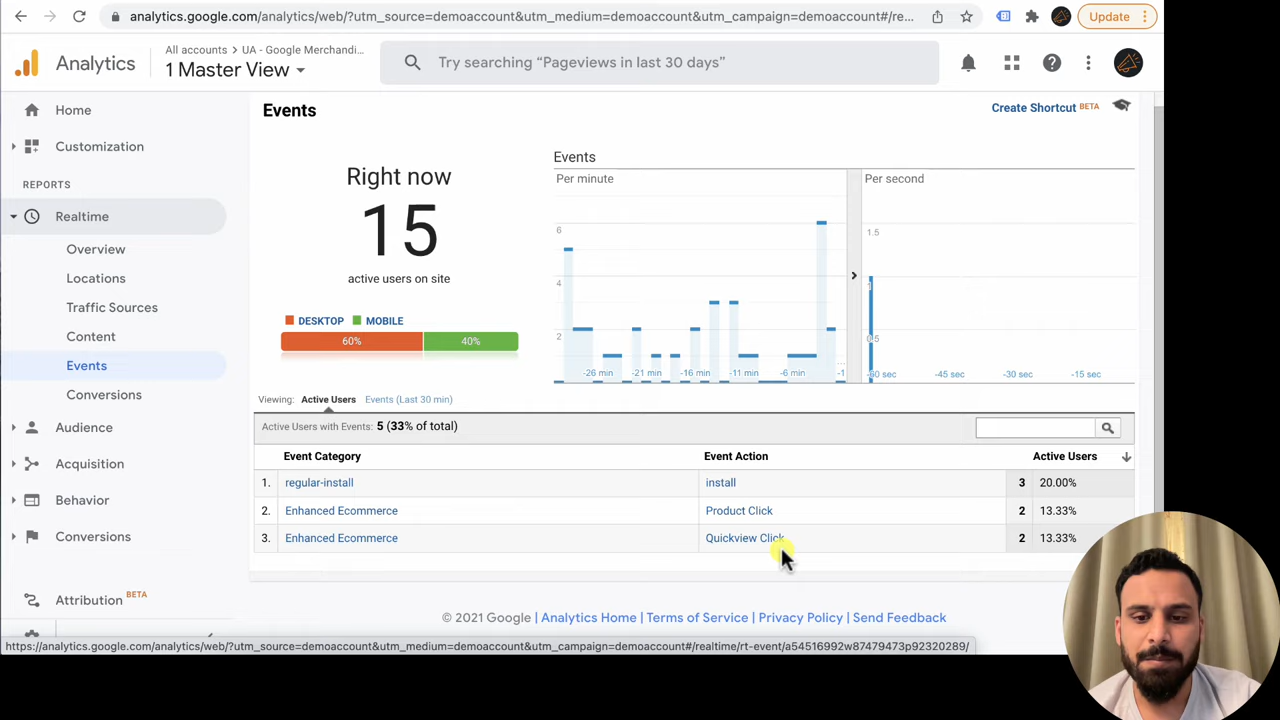 analytics.google.com/analytics/web/?utm_source=demoaccount&utm_medium=demoaccount&utm_campaign=demoaccount#/re...
Update
Analytics
All accounts > UA - Google Merchandi...
1 Master View
Try searching “Pageviews in last 30 days”
Home
Customization
REPORTS
Realtime
Overview
Locations
Traffic Sources
Content
Events
Conversions
Audience
Acquisition
Behavior
Conversions
Attribution BETA
Events
Create Shortcut BETA
Right now
15
active users on site
DESKTOP MOBILE
60% 40%
Events
Per minute
6
4
2
-26 min -21 min -16 min -11 min -6 min -1...
Per second
1.5
1
0.5
-60 sec -45 sec -30 sec -15 sec
Viewing: Active Users Events (Last 30 min)
Active Users with Events: 5 (33% of total)
Event Category Event Action Active Users
1. regular-install install 3 20.00%
2. Enhanced Ecommerce Product Click 2 13.33%
3. Enhanced Ecommerce Quickview Click 2 13.33%
© 2021 Google | Analytics Home | Terms of Service | Privacy Policy | Send Feedback
https://analytics.google.com/analytics/web/?utm_source=demoaccount&utm_medium=demoaccount&utm_campaign=demoaccount#/realtime/rt-event/a54516992w87479473p92320289/